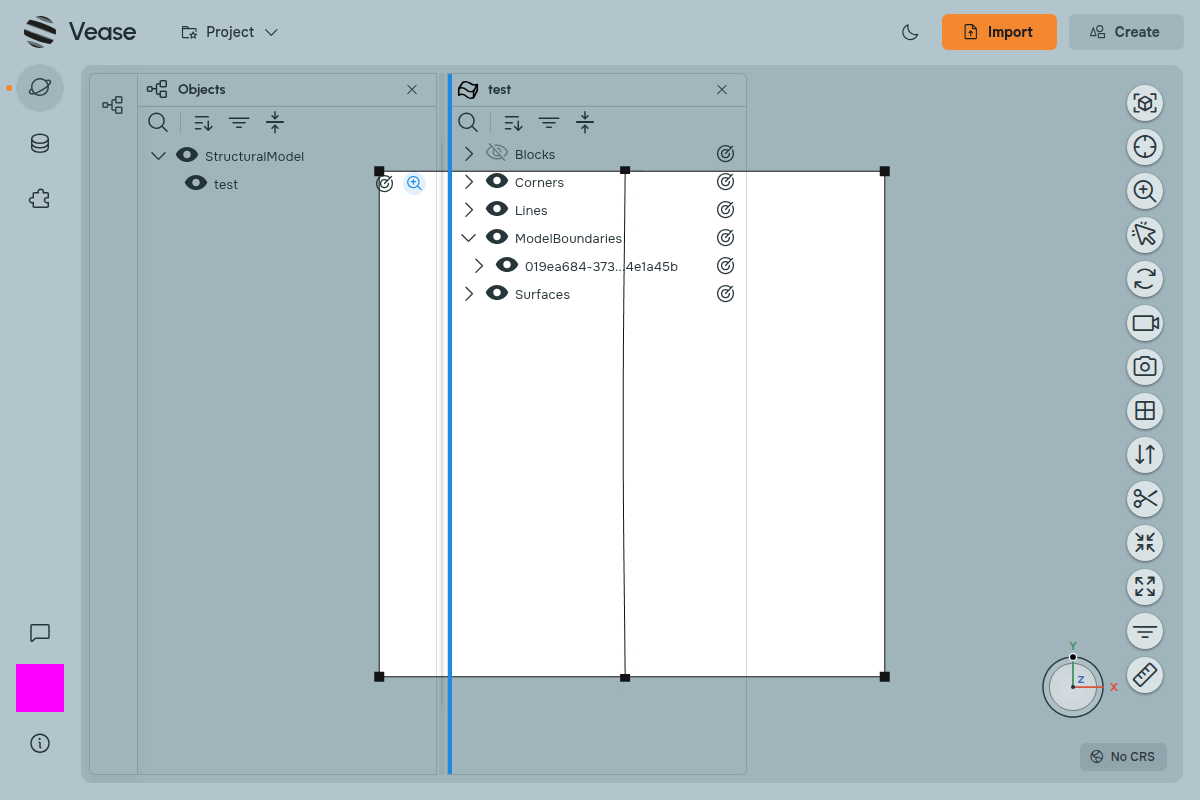 Vease
Project
Import
Create
Objects
test
StructuralModel
test
Blocks
Corners
Lines
ModelBoundaries
019ea684-373...4e1a45b
Surfaces
Y
Z
X
No CRS